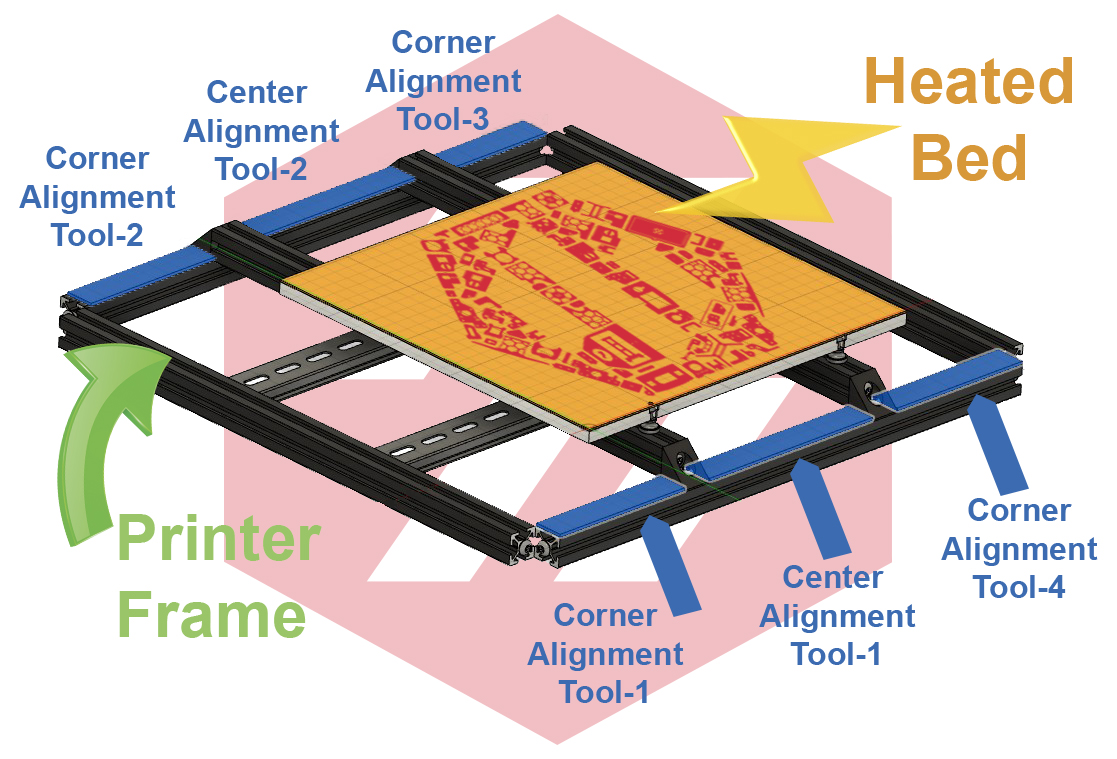 Corner
Alignment
Tool-3
Center
Alignment
Tool-2
Corner
Alignment
Tool-2
Heated
Bed
Printer
Frame
Corner
Alignment
Tool-4
Center
Alignment
Tool-1
Corner
Alignment
Tool-1